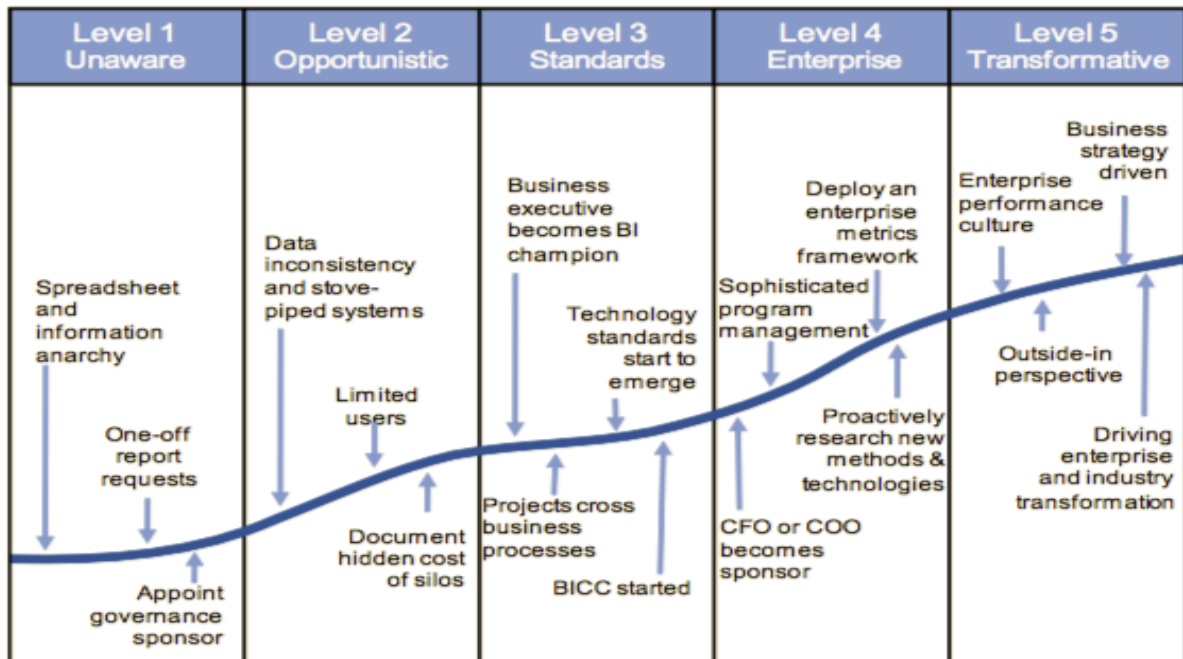 Level 1
Unaware
Level 2
Opportunistic
Level 3
Standards
Level 4
Enterprise
Level 5
Transformative
Spreadsheet
and
information
anarchy
One-off
report
requests
Appoint
governance
sponsor
Data
inconsistency
and stove-
piped systems
Limited
users
Document
hidden cost
of silos
Business
executive
becomes BI
champion
Projects cross
business
processes
Technology
standards
start to
emerge
BICC started
CFO or COO
becomes
sponsor
Sophisticated
program
management
Deploy an
enterprise
metrics
framework
Proactively
research new
methods &
technologies
Enterprise
performance
culture
Outside-in
perspective
Business
strategy
driven
Driving
enterprise
and industry
transformation